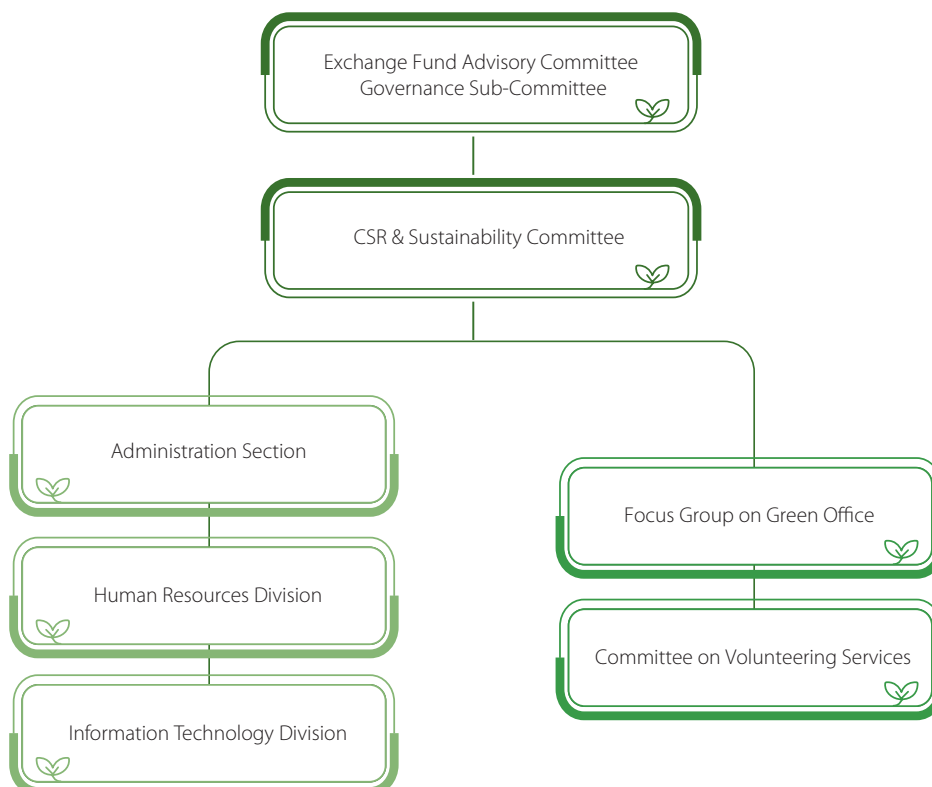 Exchange Fund Advisory Committee
Governance Sub-Committee
CSR & Sustainability Committee
Administration Section
Human Resources Division
Information Technology Division
Focus Group on Green Office
Committee on Volunteering Services